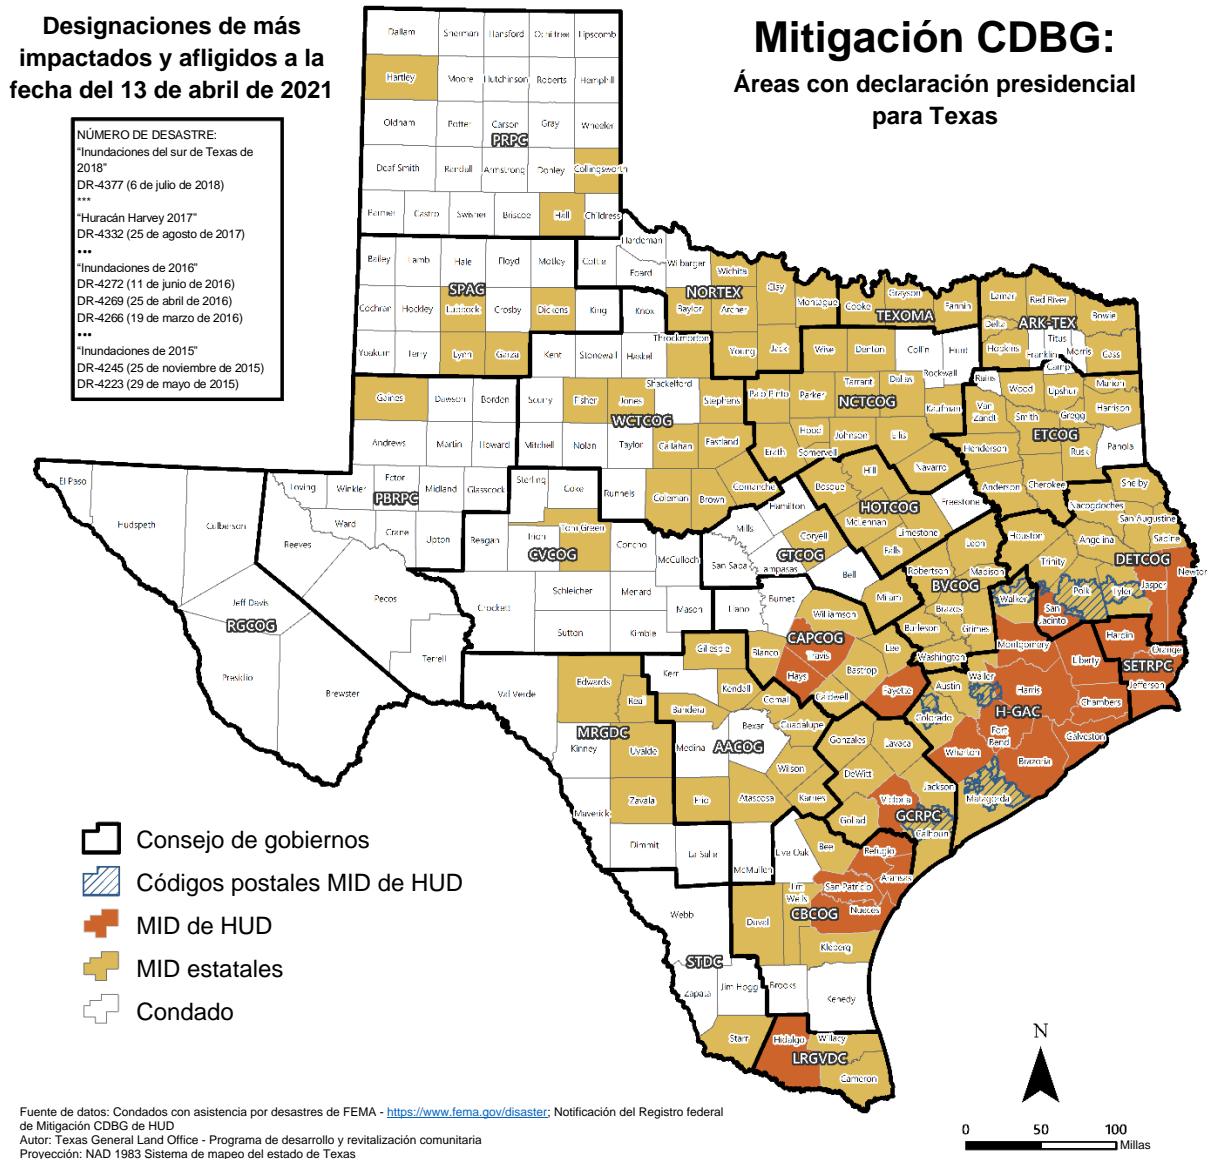 Designaciones de más
impactados y afligidos a la
fecha del 13 de abril de 2021
Mitigación CDBG:
Áreas con declaración presidencial
para Texas
NÚMERO DE DESASTRE:
“Inundaciones del sur de Texas de
2018”
DR-4377 (6 de julio de 2018)
***
“Huracán Harvey 2017”
DR-4332 (25 de agosto de 2017)
•••
“Inundaciones de 2016”
DR-4272 (11 de junio de 2016)
DR-4269 (25 de abril de 2016)
DR-4266 (19 de marzo de 2016)
•••
“Inundaciones de 2015”
DR-4245 (25 de noviembre de 2015)
DR-4223 (29 de mayo de 2015)
Dallam Sherman Hansford Ochiltree Lipscomb
Hartley Moore Hutchinson Roberts Hemphill
Oldham Potter Carson Gray Wheeler
PRPC
Deaf Smith Randall Armstrong Donley Collingsworth
Parmer Castro Swisher Briscoe Hall Childress
Bailey Lamb Hale Floyd Motley Cottle Foard Hardeman Wilbarger Wichita Clay Montague Cooke Grayson Fannin Lamar Red River Bowie
SPAG NORTEX TEXOMA ARK-TEX
Cochran Hockley Lubbock Crosby Dickens King Knox Baylor Archer Delta Titus Hopkins Franklin Morris Cass
Yoakum Terry Lynn Garza Kent Stonewall Haskel Throckmorton Young Jack Wise Denton Collin Hunt Rockwall Camp
Gaines Dawson Borden Scurry Fisher Jones Shackelford Stephens Palo Pinto Parker Tarrant Dallas Kaufman Rains Van Zandt Wood Upshur Marion Harrison
WCTCOG NCTCOG ETCOG
Andrews Martin Howard Mitchell Nolan Taylor Callahan Eastland Erath Hood Somervell Johnson Ellis Navarro Henderson Smith Gregg Rusk Panola
El Paso Hudspeth Culberson Loving Winkler Ector Midland Glasscock Sterling Coke Runnels Coleman Brown Comanche Bosque Hill Freestone Anderson Cherokee Nacogdoches Shelby
PBRPC HOTCOG
Reeves Ward Crane Upton Reagan Irion Tom Green Concho McCulloch San Saba Mills Hamilton Lampasas Coryell McLennan Limestone Falls Leon Houston Angelina San Augustine Sabine
CVCOG CTCOG BVCOG DETCOG
Jeff Davis Pecos Crockett Schleicher Menard Mason Llano Burnet Bell Milam Robertson Madison Trinity Walker Polk Tyler Jasper Newton
RGCOG
Presidio Brewster Terrell Sutton Kimble Gillespie Blanco Williamson Travis Hays Bastrop Lee Burleson Brazos Grimes Washington San Jacinto Montgomery Hardin Orange Liberty Jefferson
CAPCOG SETRPC
Val Verde Edwards Real Kerr Kendall Bandera Comal Caldwell Fayette Guadalupe Bexar Austin Waller Colorado Harris Chambers Galveston Fort Bend Wharton Brazoria Matagorda
MRGDC AACOG H-GAC
Kinney Uvalde Medina Wilson Gonzales Lavaca DeWitt Jackson Victoria Calhoun Goliad
GCRPC
Maverick Zavala Frio Atascosa Karnes
Dimmit La Salle McMullen Live Oak Bee Refugio Aransas San Patricio Jim Wells Nueces Duval Kleberg
CBCOG
Webb Zapata Jim Hogg Brooks Kenedy Starr Hidalgo Willacy Cameron
STDC
LRGVDC
Consejo de gobiernos
Códigos postales MID de HUD
MID de HUD
MID estatales
Condado
N
0 50 100
Millas
Fuente de datos: Condados con asistencia por desastres de FEMA - https://www.fema.gov/disaster; Notificación del Registro federal
de Mitigación CDBG de HUD
Autor: Texas General Land Office - Programa de desarrollo y revitalización comunitaria
Proyección: NAD 1983 Sistema de mapeo del estado de Texas